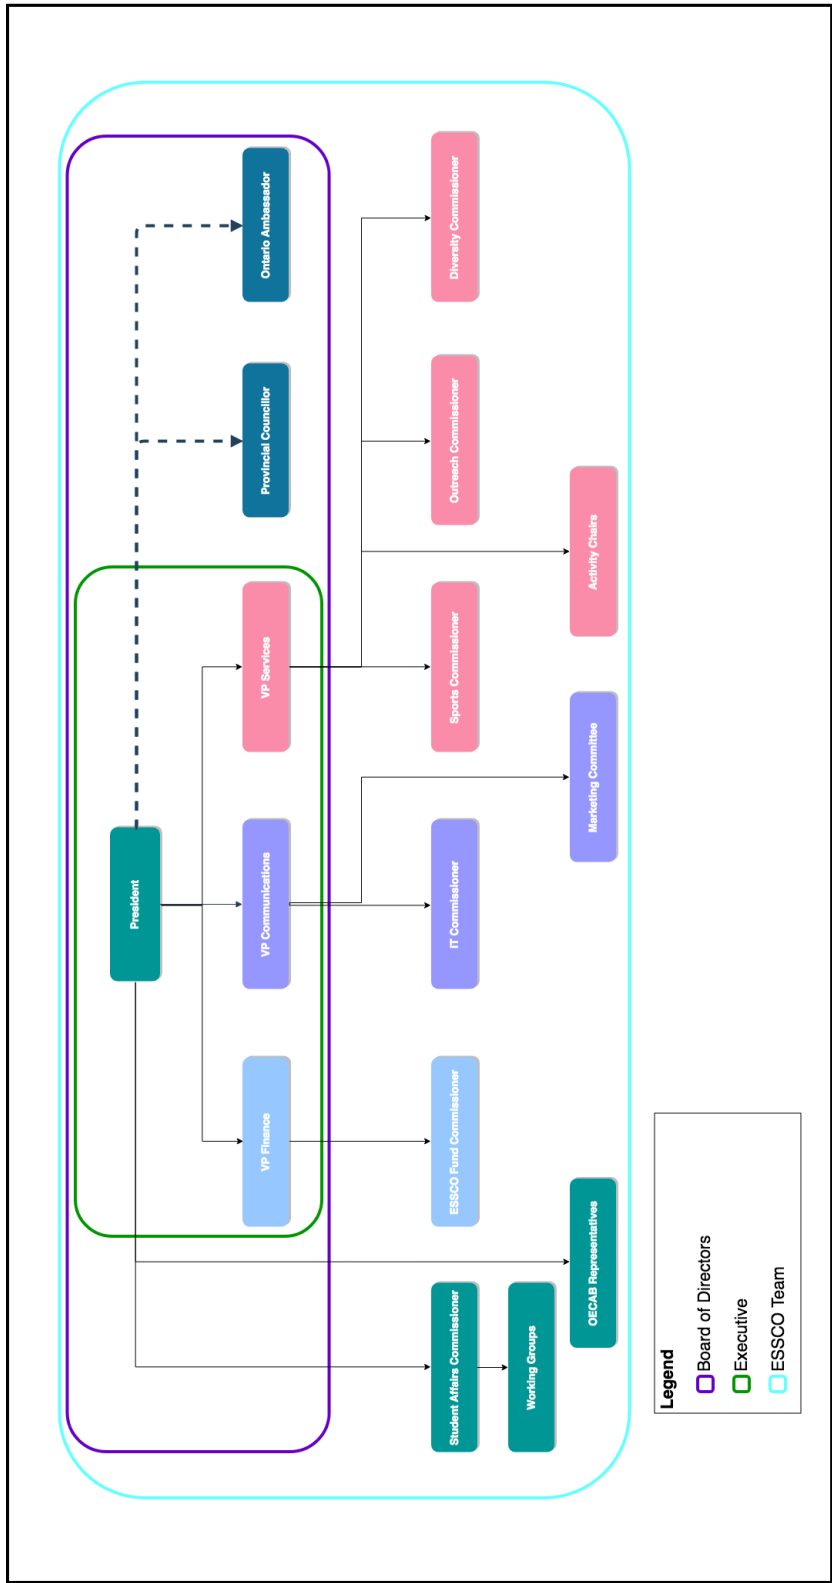 President
VP Finance
VP Communications
VP Services
Provincial Councillor
Ontario Ambassador
Student Affairs Commissioner
ESSCO Fund Commissioner
IT Commissioner
Sports Commissioner
Outreach Commissioner
Diversity Commissioner
Working Groups
OECAB Representatives
Marketing Committee
Activity Chairs
Legend
Board of Directors
Executive
ESSCO Team